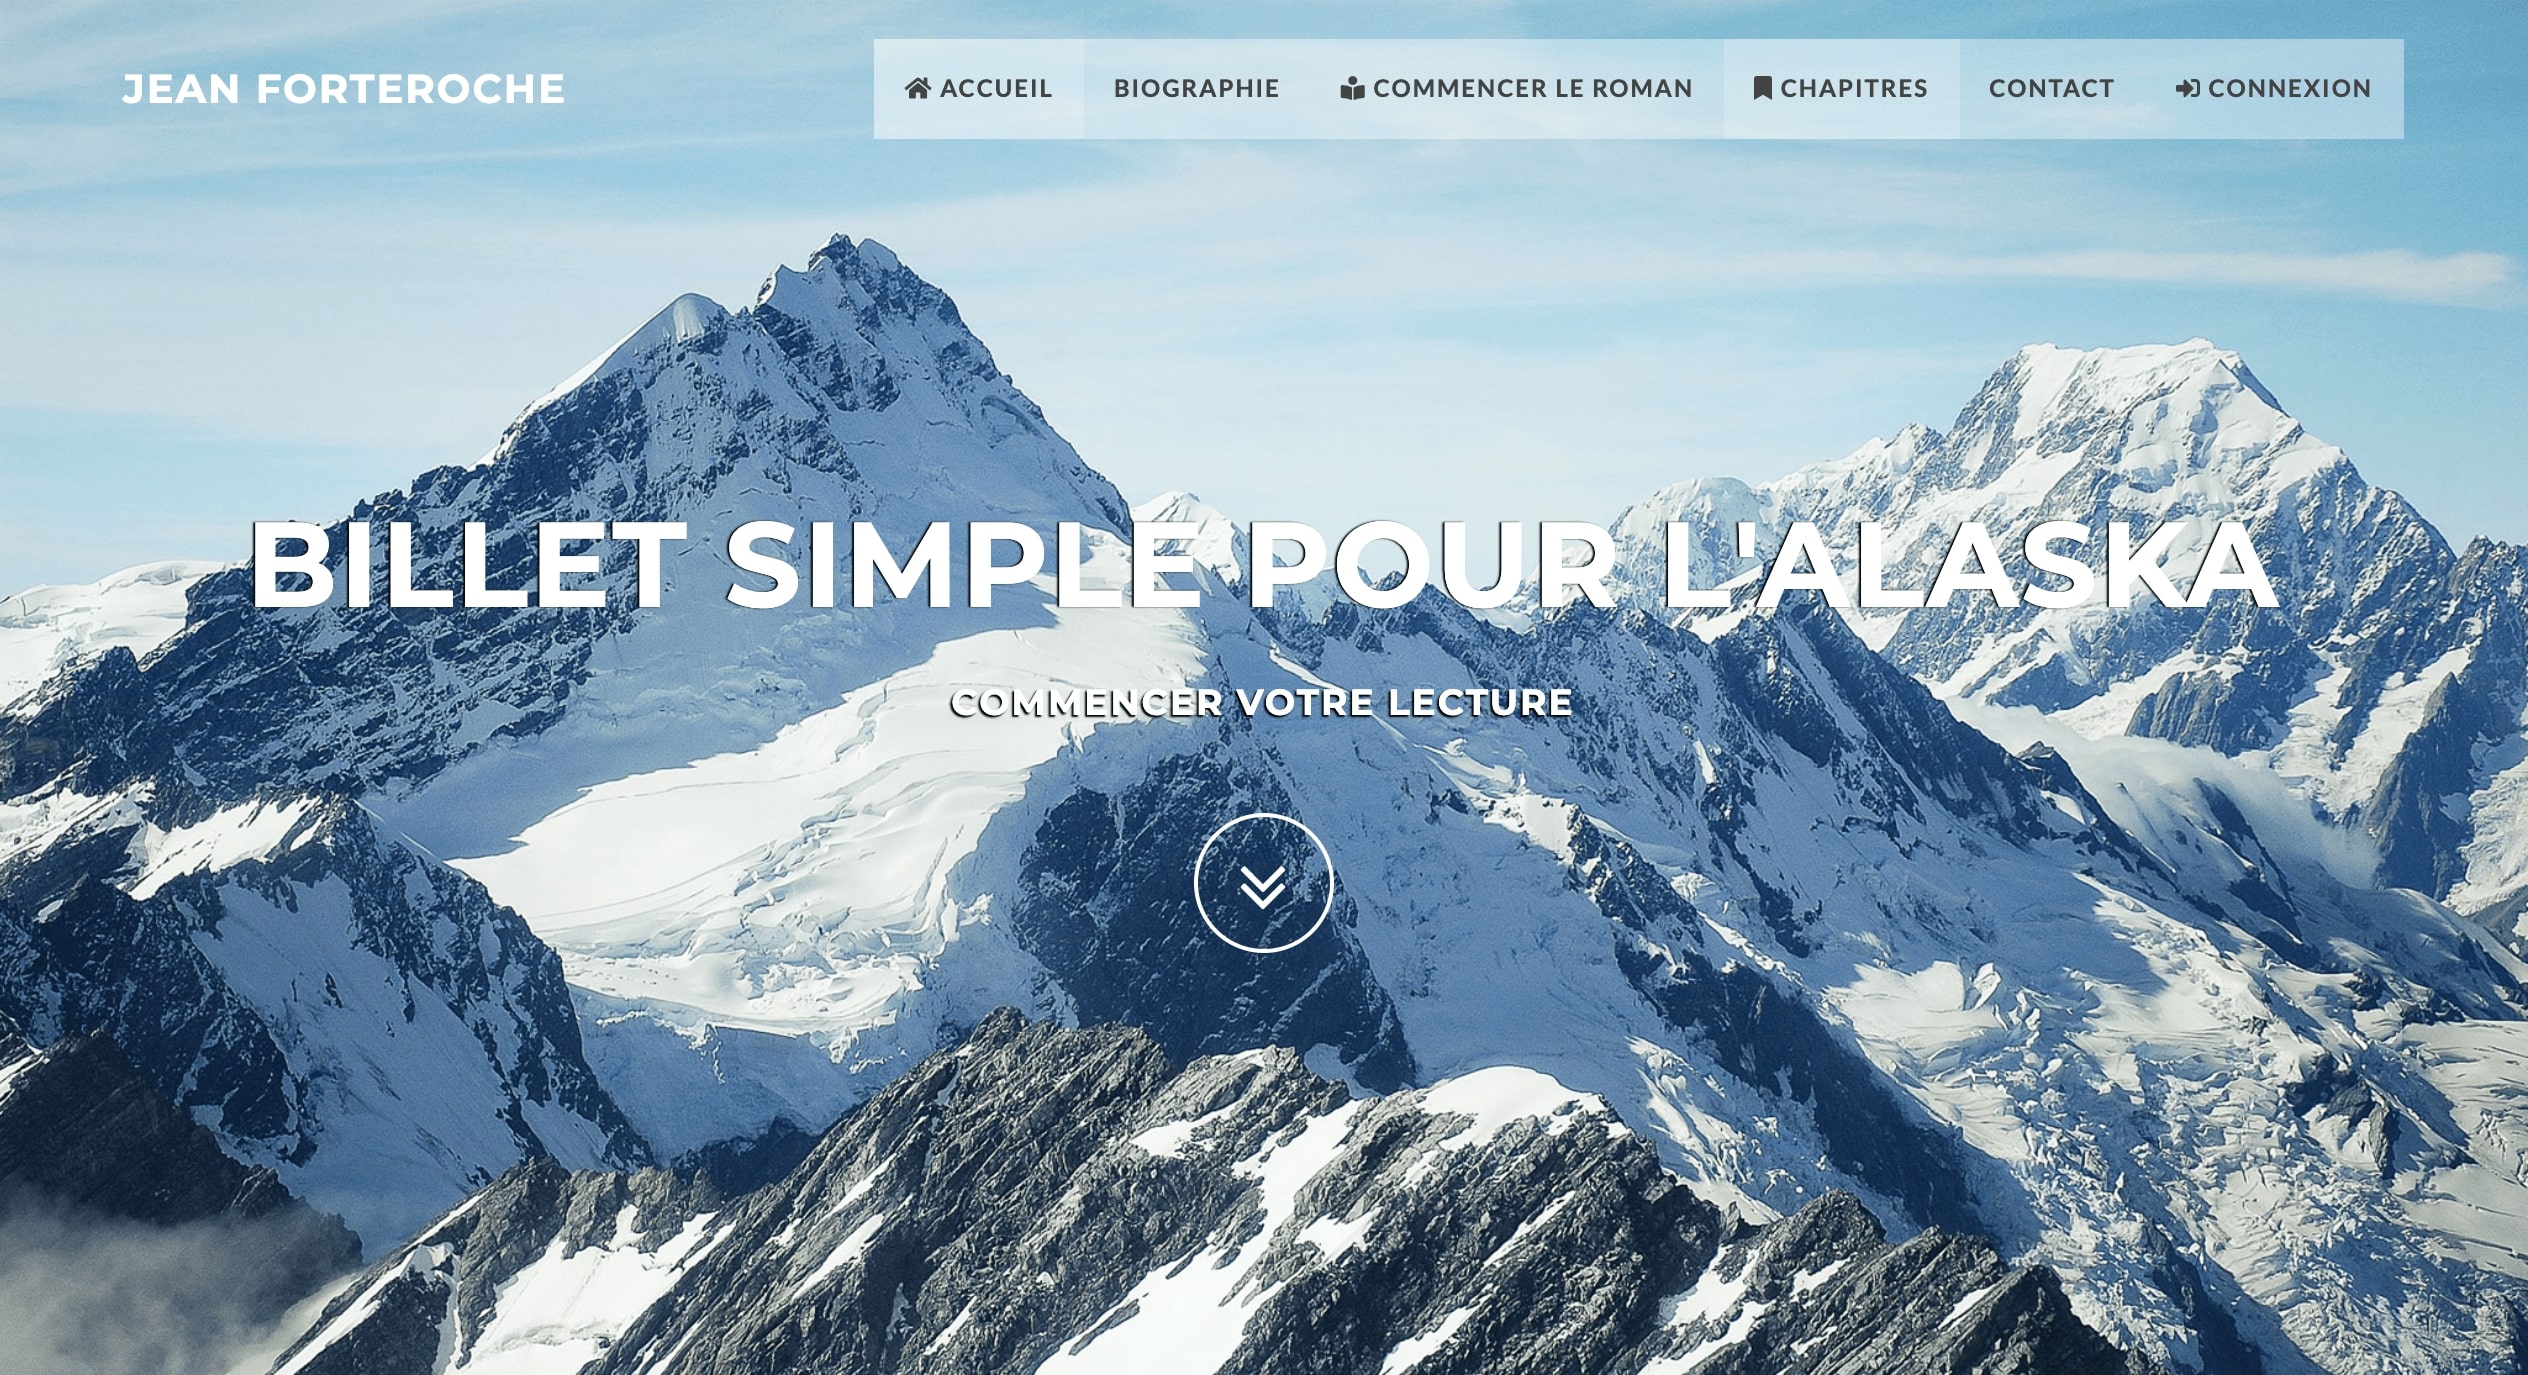 JEAN FORTEROCHE
ACCUEIL BIOGRAPHIE COMMENCER LE ROMAN CHAPITRES CONTACT CONNEXION
BILLET SIMPLE POUR L'ALASKA
COMMENCER VOTRE LECTURE